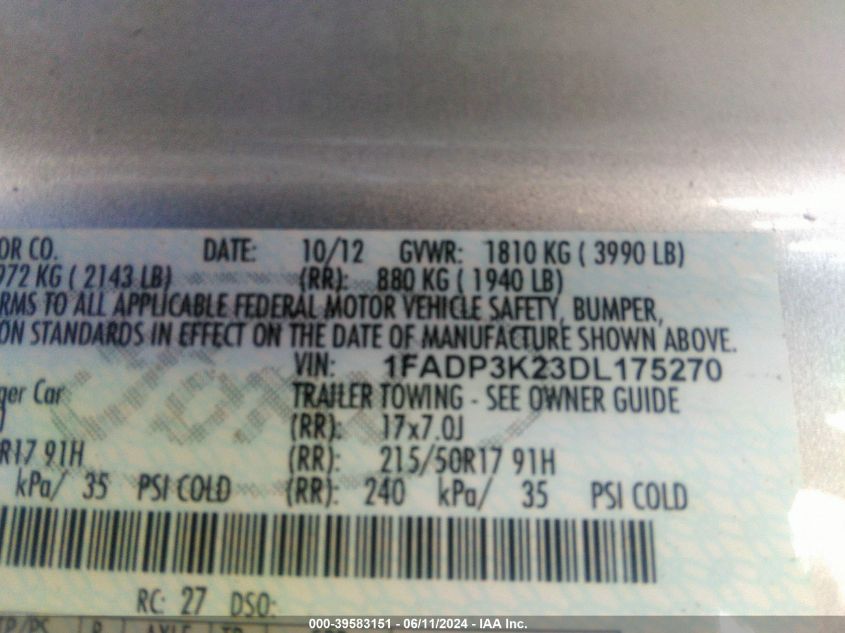 OR CO. DATE: 10/12 GVWR: 1810 KG ( 3990 LB)
972 KG ( 2143 LB) (RR): 880 KG ( 1940 LB)
RMS TO ALL APPLICABLE FEDERAL MOTOR VEHICLE SAFETY, BUMPER,
ON STANDARDS IN EFFECT ON THE DATE OF MANUFACTURE SHOWN ABOVE.
VIN: 1FADP3K23DL175270
ger Car TRAILER TOWING - SEE OWNER GUIDE
(RR): 17x7.0J
R17 91H (RR): 215/50R17 91H
kPa/ 35 PSI COLD (RR): 240 kPa/ 35 PSI COLD
RC: 27 DSO:
000-39583151 - 06/11/2024 - IAA Inc.